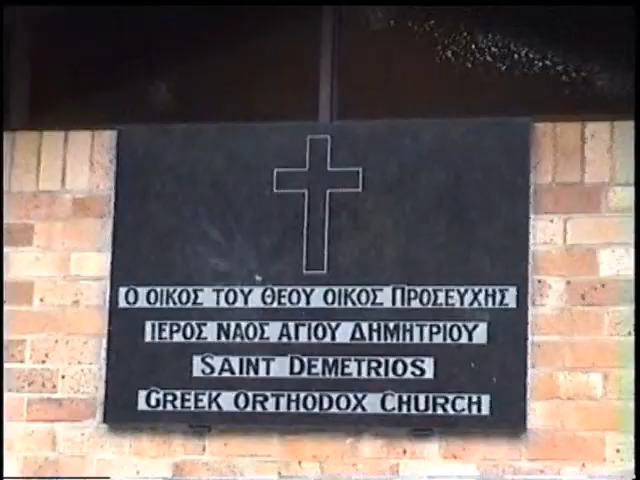 Ο ΟΙΚΟΣ ΤΟΥ ΘΕΟΥ ΟΙΚΟΣ ΠΡΟΣΕΥΧΗΣ
ΙΕΡΟΣ ΝΑΟΣ ΑΓΙΟΥ ΔΗΜΗΤΡΙΟΥ
SAINT DEMETRIOS
GREEK ORTHODOX CHURCH